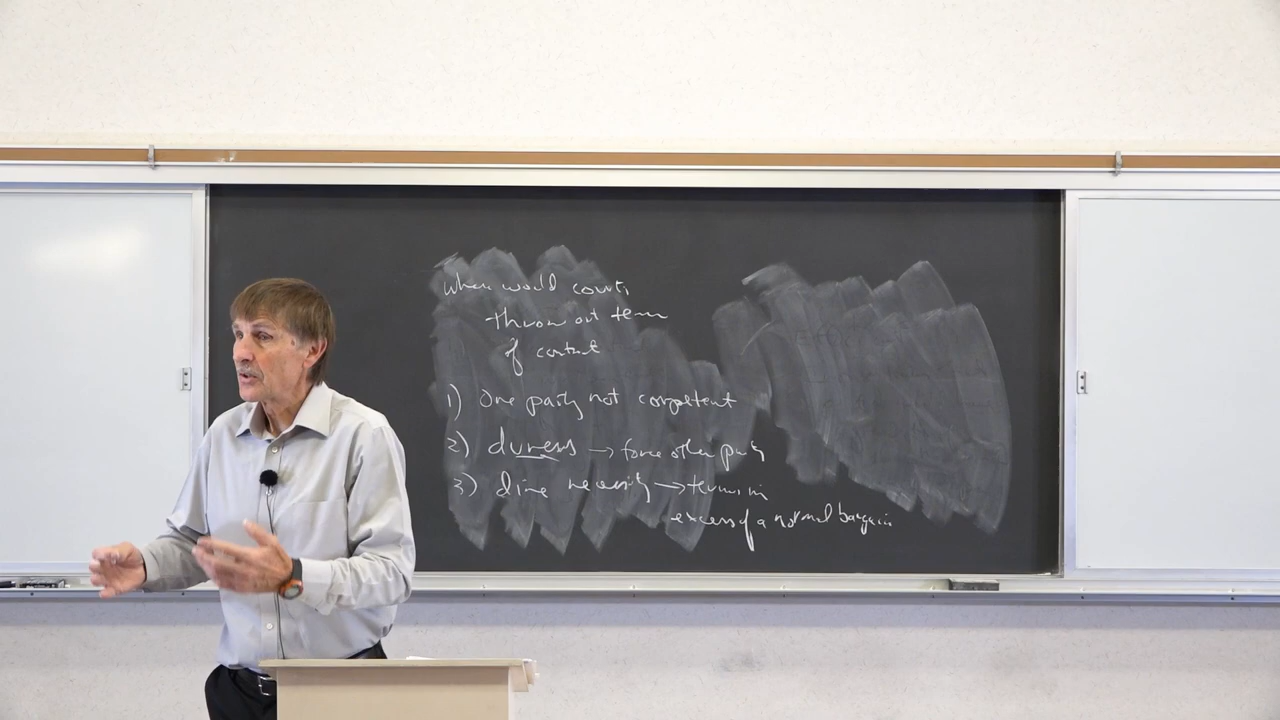 When would courts
throw out term
of contract
1) One party not competent
2) duress → force other party
3) dire necessity → terms in
excess of a normal bargain